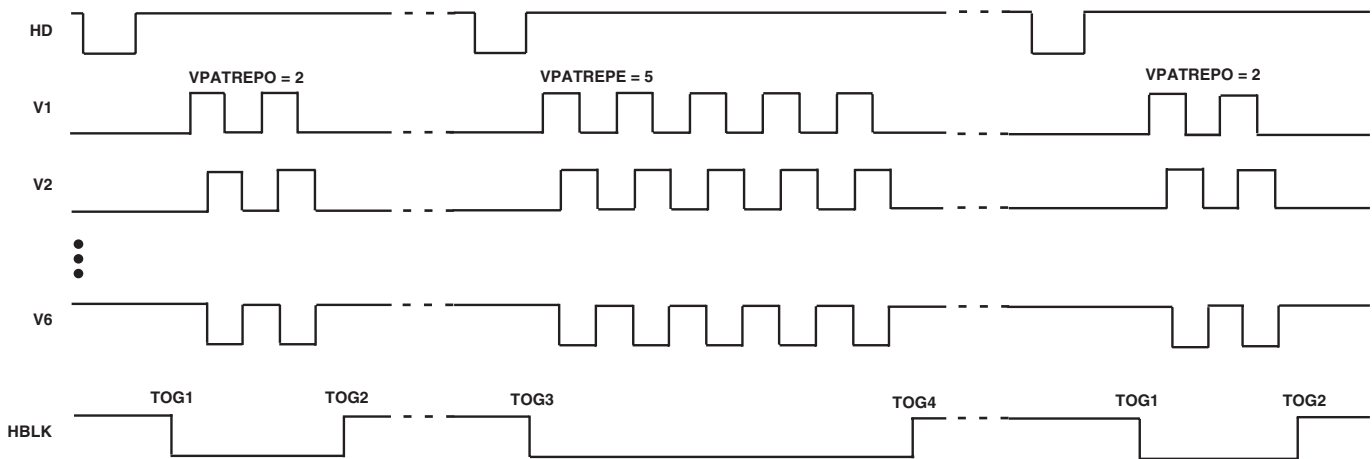 HD
VPATREPO = 2 VPATREPE = 5 VPATREPO = 2
V1
V2
V6
TOG1 TOG2 TOG3 TOG4 TOG1 TOG2
HBLK